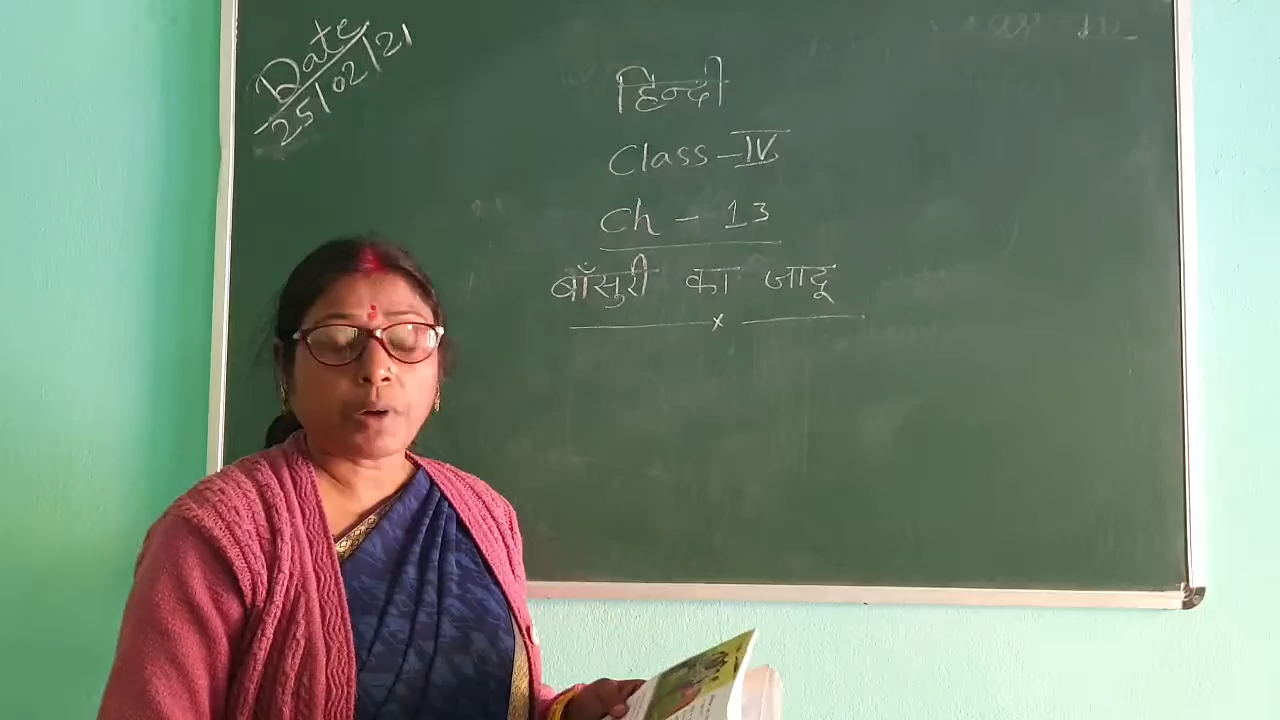 Date
25/02/21
हिन्दी
Class - IV
Ch - 13
बाँसुरी का जादू